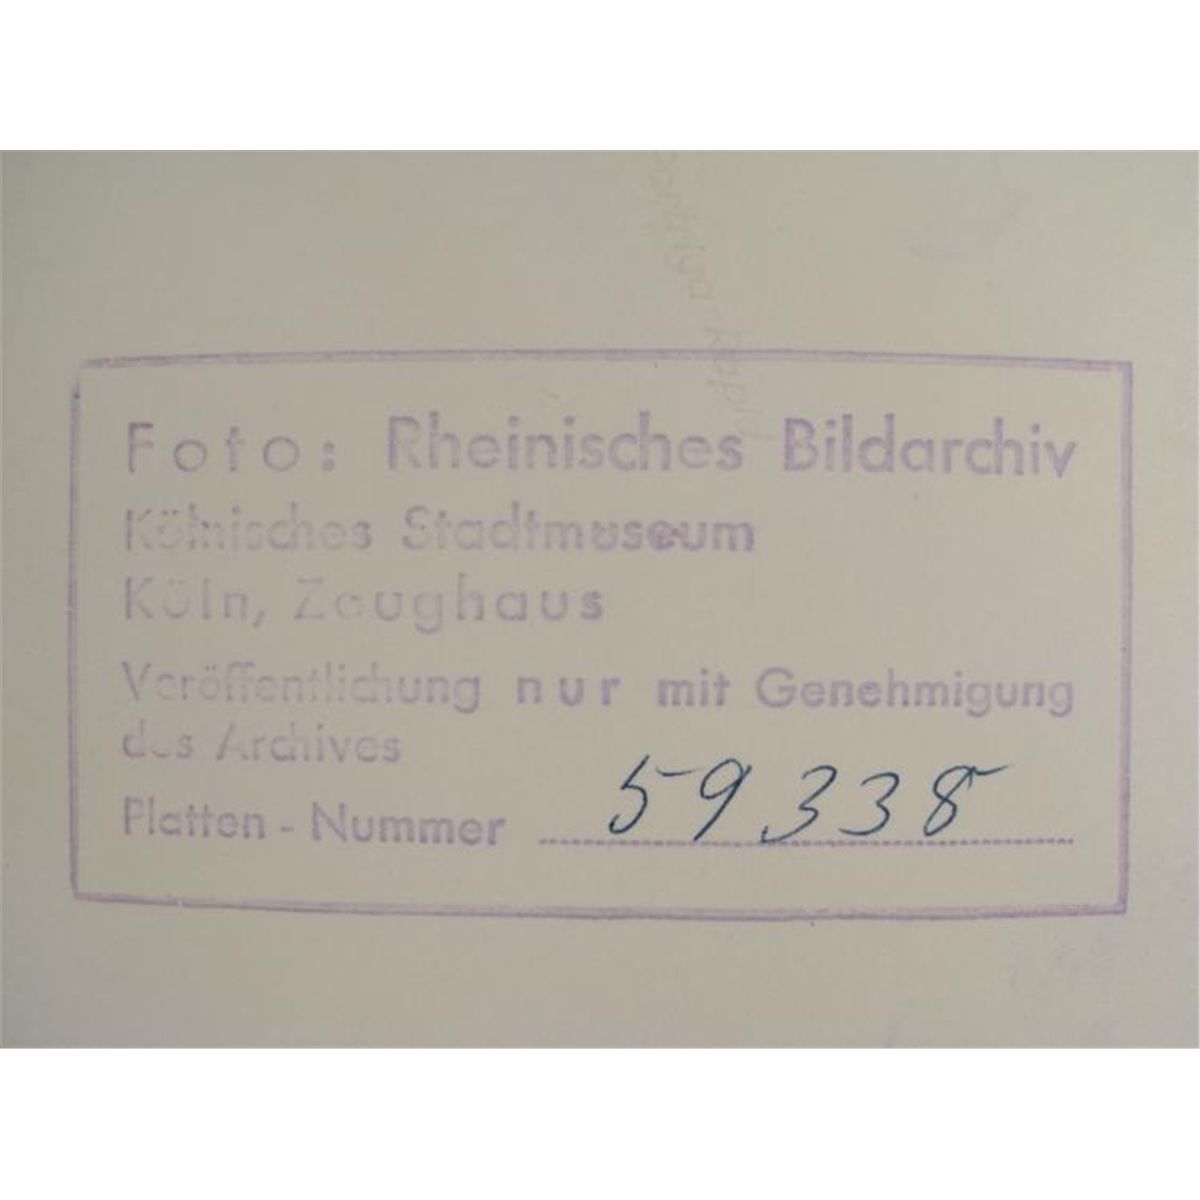 Foto: Rheinisches Bildarchiv
Kölnisches Stadtmuseum
Köln, Zeughaus
Veröffentlichung nur mit Genehmigung
des Archives
Platten - Nummer 59338